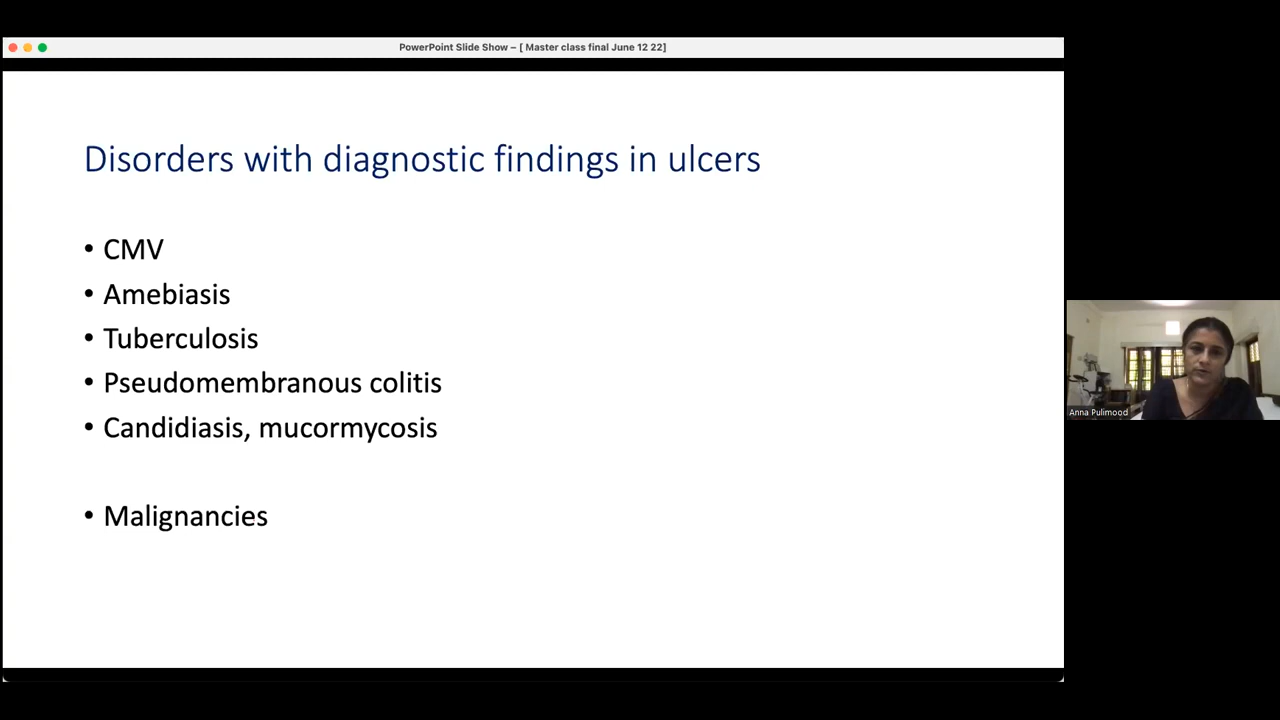 PowerPoint Slide Show – [ Master class final June 12 22]
Disorders with diagnostic findings in ulcers
• CMV
• Amebiasis
• Tuberculosis
• Pseudomembranous colitis
• Candidiasis, mucormycosis
• Malignancies
Anna Pulimood